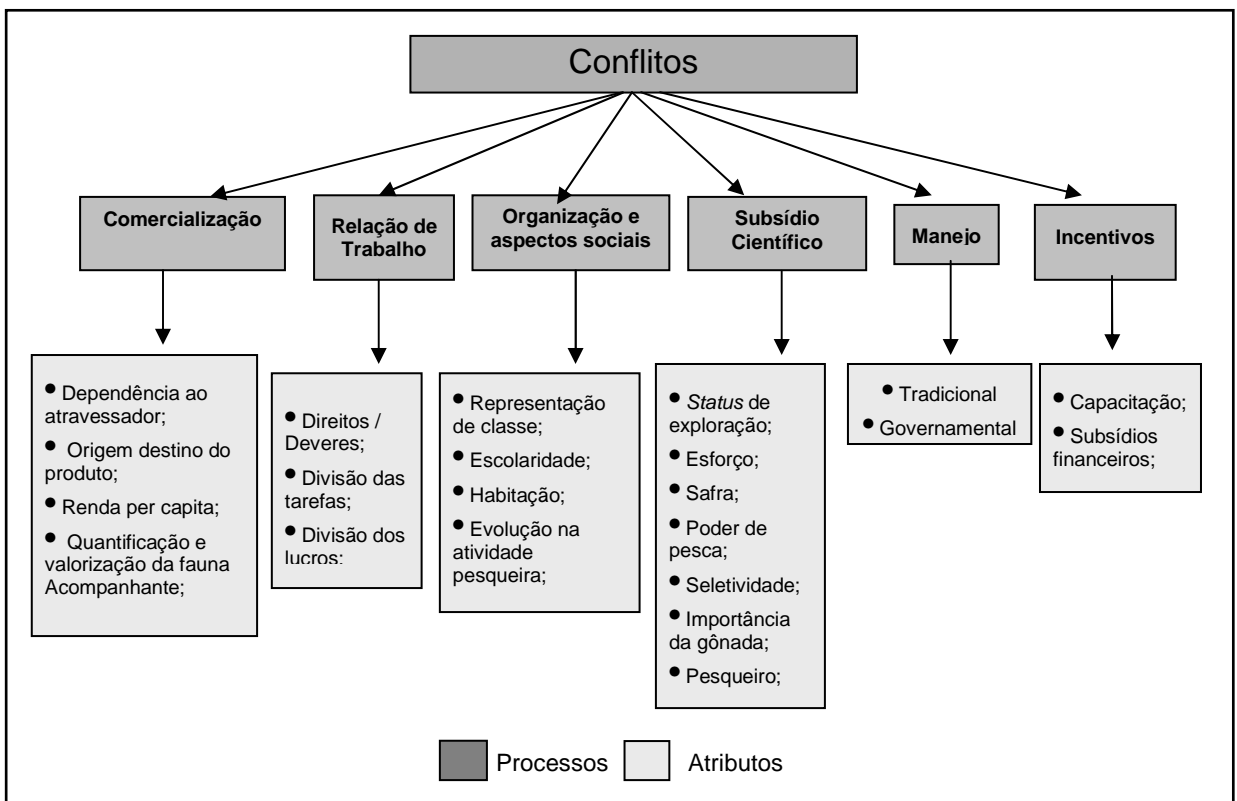 Conflitos
Comercialização
Relação de
Trabalho
Organização e
aspectos sociais
Subsídio
Científico
Manejo
Incentivos
• Dependência ao
atravessador;
• Origem destino do
produto;
• Renda per capita;
• Quantificação e
valorização da fauna
Acompanhante;
• Direitos /
Deveres;
• Divisão das
tarefas;
• Divisão dos
lucros;
• Representação
de classe;
• Escolaridade;
• Habitação;
• Evolução na
atividade
pesqueira;
• Status de
exploração;
• Esforço;
• Safra;
• Poder de
pesca;
• Seletividade;
• Importância
da gônada;
• Pesqueiro;
• Tradicional
• Governamental
• Capacitação;
• Subsídios
financeiros;
Processos
Atributos